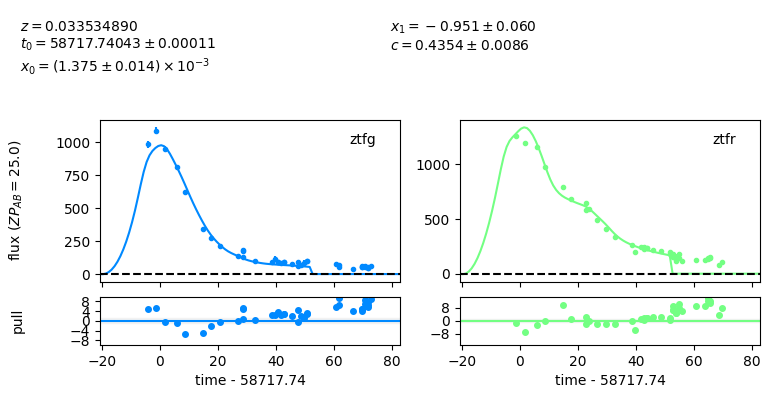 z = 0.033534890
t₀ = 58717.74043 ± 0.00011
x₀ = (1.375 ± 0.014) × 10⁻³
x₁ = −0.951 ± 0.060
c = 0.4354 ± 0.0086
flux (ZP_AB = 25.0)
1000
750
500
250
0
ztfg
1000
500
0
ztfr
pull
8
4
0
−4
−8
−20 0 20 40 60 80
time - 58717.74
8
0
−8
−20 0 20 40 60 80
time - 58717.74